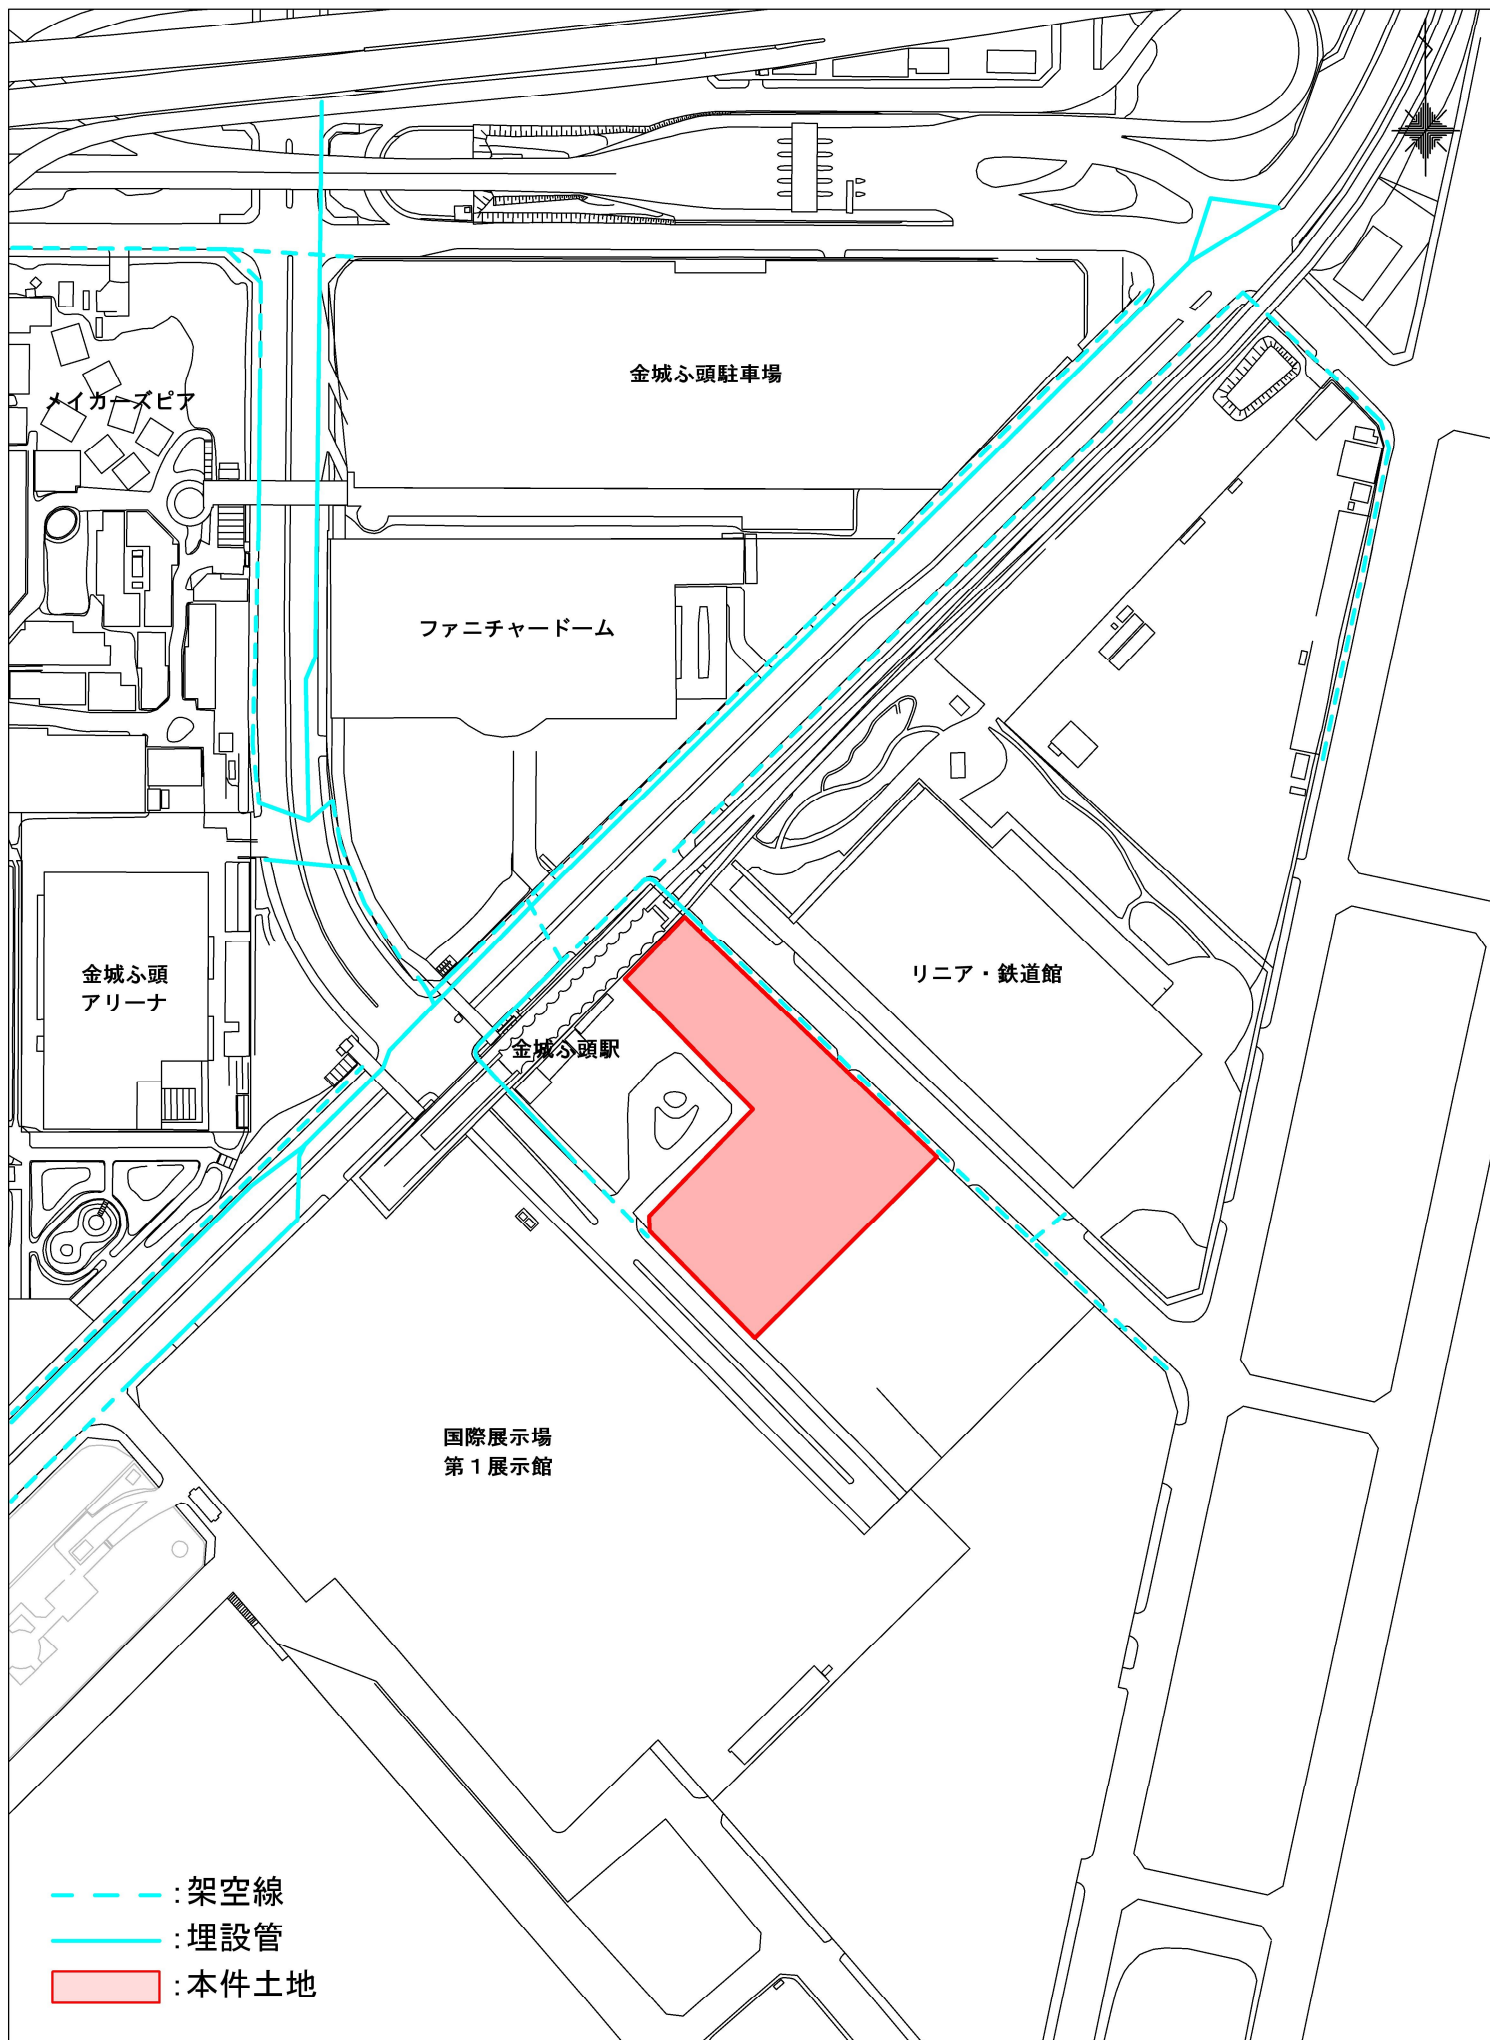 金城ふ頭駐車場
メイカーズピア
ファニチャードーム
金城ふ頭
アリーナ
リニア・鉄道館
金城ふ頭駅
国際展示場
第１展示館
:架空線
:埋設管
:本件土地